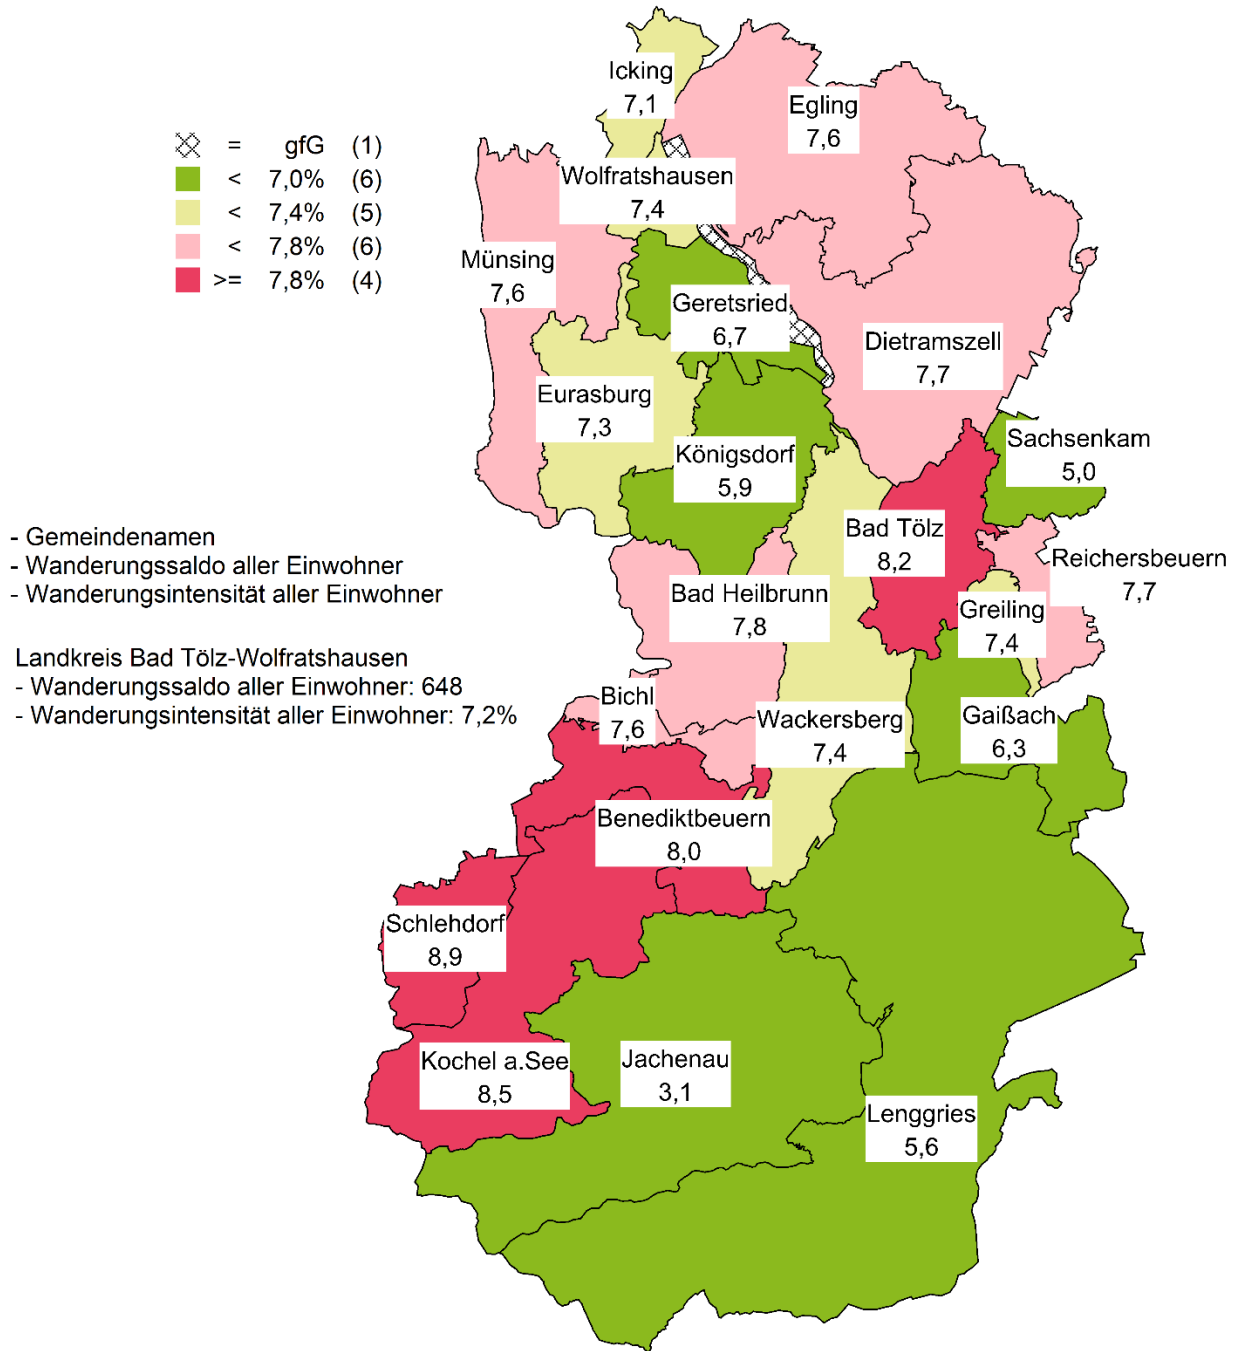 Icking
7,1
Egling
7,6
= gfG (1)
< 7,0% (6)
< 7,4% (5)
< 7,8% (6)
>= 7,8% (4)
Wolfratshausen
7,4
Münsing
7,6
Geretsried
6,7
Dietramszell
7,7
Eurasburg
7,3
Königsdorf
5,9
Sachsenkam
5,0
- Gemeindenamen
- Wanderungssaldo aller Einwohner
- Wanderungsintensität aller Einwohner
Bad Tölz
8,2
Reichersbeuern
7,7
Bad Heilbrunn
7,8
Greiling
7,4
Landkreis Bad Tölz-Wolfratshausen
- Wanderungssaldo aller Einwohner: 648
- Wanderungsintensität aller Einwohner: 7,2%
Bichl
7,6
Wackersberg
7,4
Gaißach
6,3
Benediktbeuern
8,0
Schlehdorf
8,9
Kochel a.See
8,5
Jachenau
3,1
Lenggries
5,6